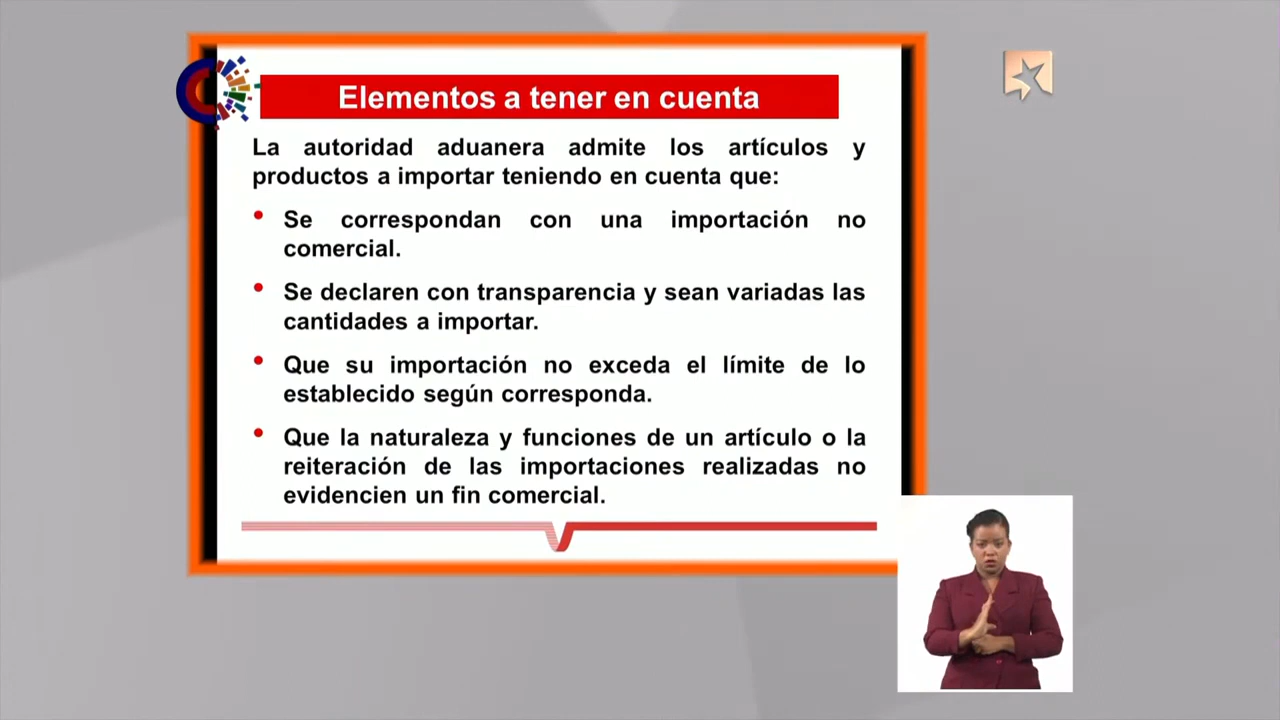 Elementos a tener en cuenta
La autoridad aduanera admite los artículos y
productos a importar teniendo en cuenta que:
• Se correspondan con una importación no
comercial.
• Se declaren con transparencia y sean variadas las
cantidades a importar.
• Que su importación no exceda el límite de lo
establecido según corresponda.
• Que la naturaleza y funciones de un artículo o la
reiteración de las importaciones realizadas no
evidencien un fin comercial.